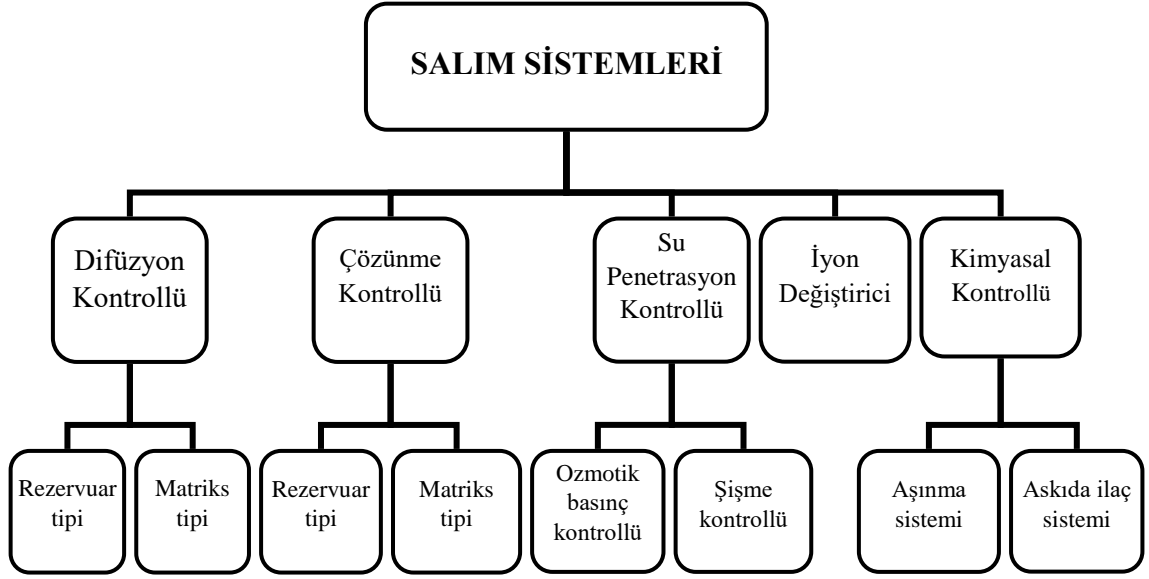 SALIM SİSTEMLERİ
Difüzyon
Kontrollü
Çözünme
Kontrollü
Su
Penetrasyon
Kontrollü
İyon
Değiştirici
Kimyasal
Kontrollü
Rezervuar
tipi
Matriks
tipi
Rezervuar
tipi
Matriks
tipi
Ozmotik
basınç
kontrollü
Şişme
kontrollü
Aşınma
sistemi
Askıda ilaç
sistemi